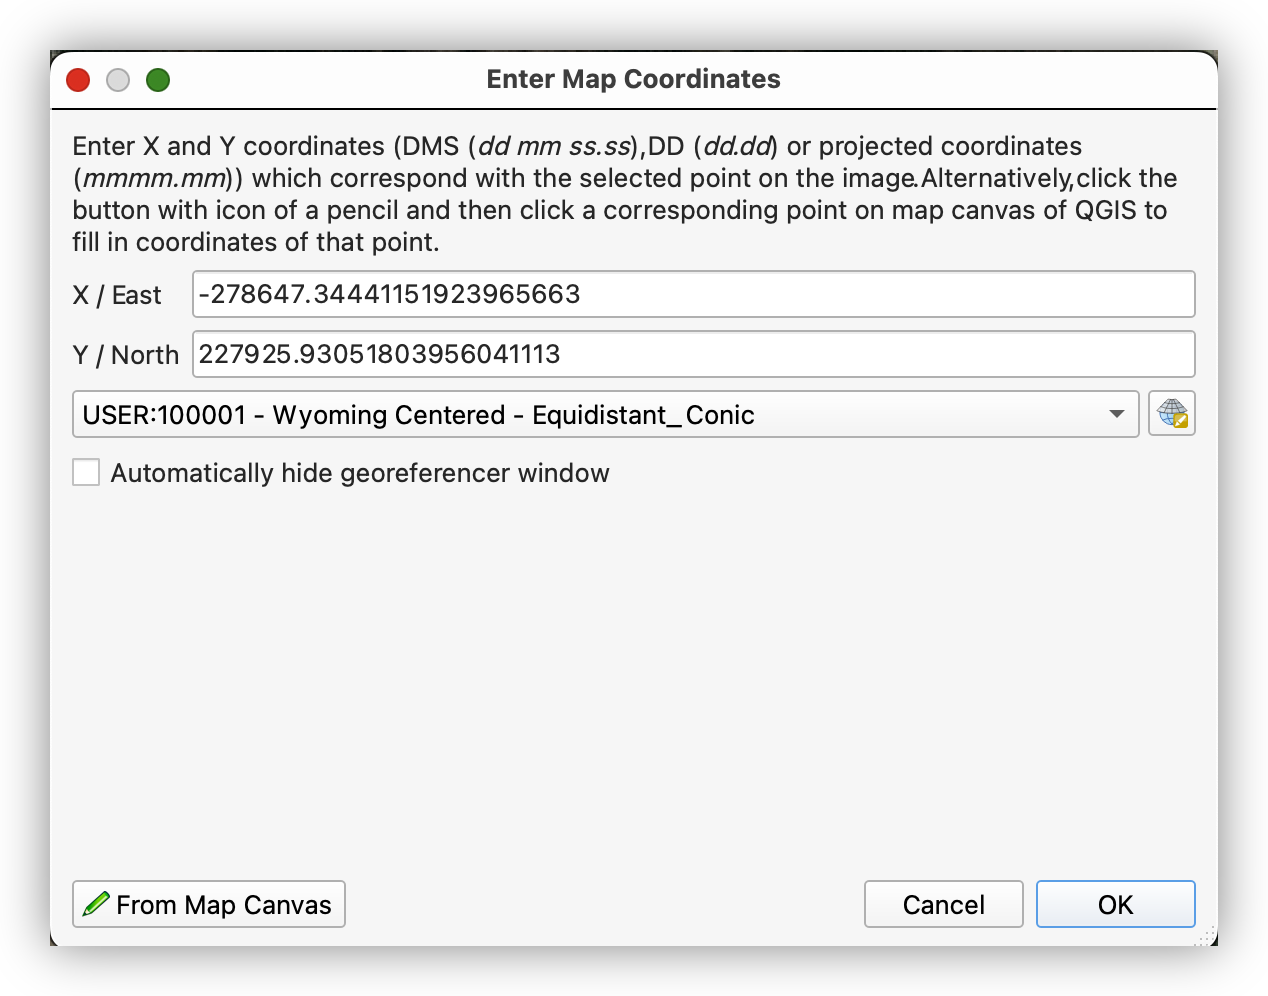 Enter Map Coordinates
Enter X and Y coordinates (DMS (dd mm ss.ss),DD (dd.dd) or projected coordinates
(mmmm.mm)) which correspond with the selected point on the image.Alternatively,click the
button with icon of a pencil and then click a corresponding point on map canvas of QGIS to
fill in coordinates of that point.
X / East -278647.34441151923965663
Y / North 227925.93051803956041113
USER:100001 - Wyoming Centered - Equidistant_Conic
Automatically hide georeferencer window
From Map Canvas Cancel OK